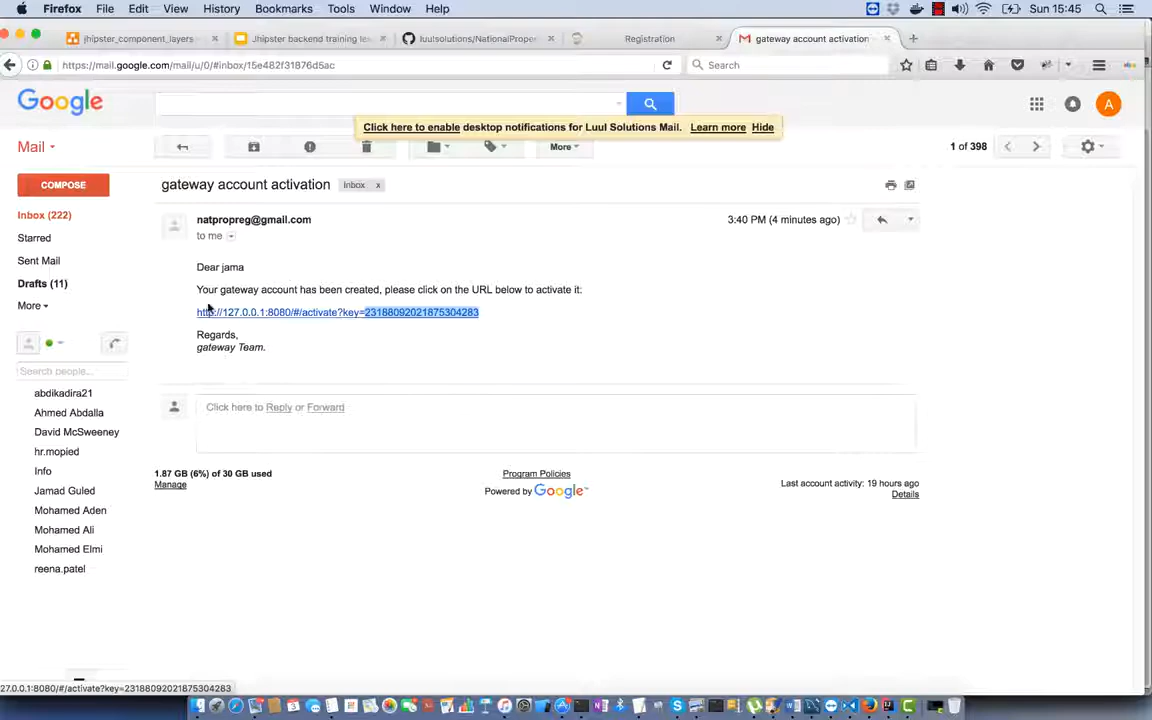 Firefox File Edit View History Bookmarks Tools Window Help Sun 15:45
jhipster_component_layers × Jhipster backend training les × luulsolutions/NationalProper × Registration × gateway account activation × +
https://mail.google.com/mail/u/0/#inbox/15e482f31876d5ac Search
Google
Click here to enable desktop notifications for Luul Solutions Mail. Learn more Hide
A
Mail
More
1 of 398
COMPOSE
gateway account activation Inbox x
Inbox (222)
Starred
Sent Mail
Drafts (11)
More
natpropreg@gmail.com 3:40 PM (4 minutes ago)
to me
Dear jama
Your gateway account has been created, please click on the URL below to activate it:
http://127.0.0.1:8080/#/activate?key=23188092021875304283
Regards,
gateway Team.
Search people...
Click here to Reply or Forward
abdikadira21
Ahmed Abdalla
David McSweeney
hr.mopied
Info
Jamad Guled
Mohamed Aden
Mohamed Ali
Mohamed Elmi
reena.patel
1.87 GB (6%) of 30 GB used
Manage
Program Policies
Powered by Google™
Last account activity: 19 hours ago
Details
27.0.0.1:8080/#/activate?key=23188092021875304283